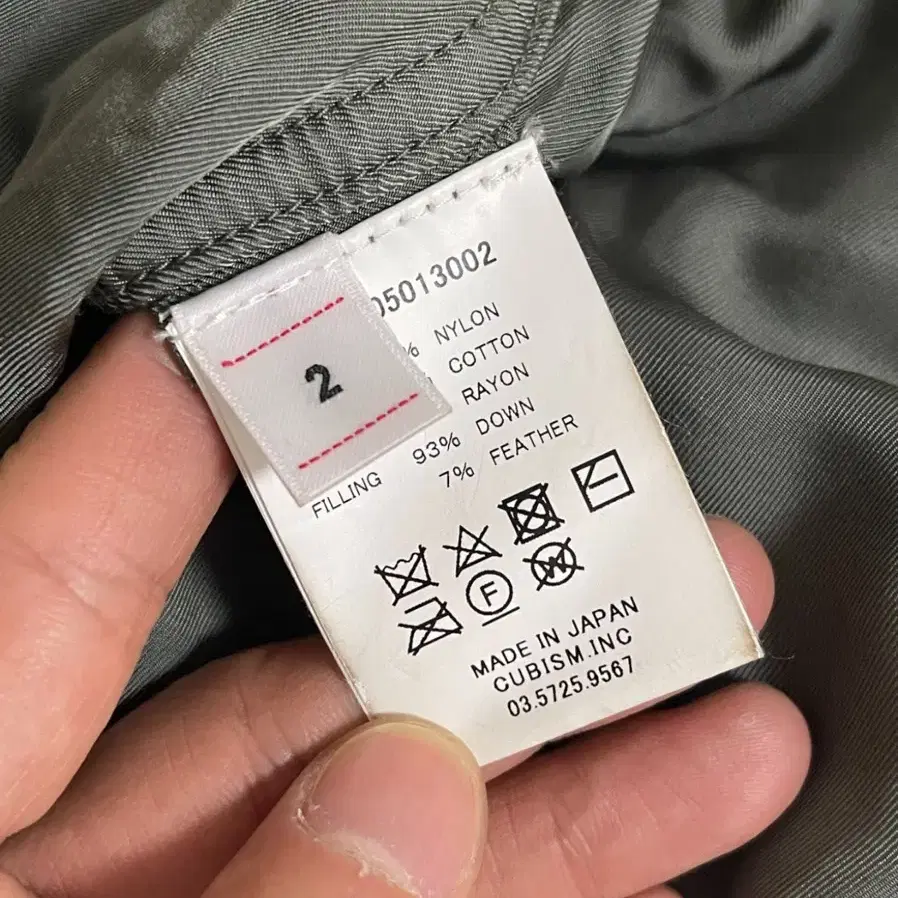 2
05013002
% NYLON
COTTON
RAYON
FILLING 93% DOWN
7% FEATHER
F
W
MADE IN JAPAN
CUBISM.INC
03.5725.9567